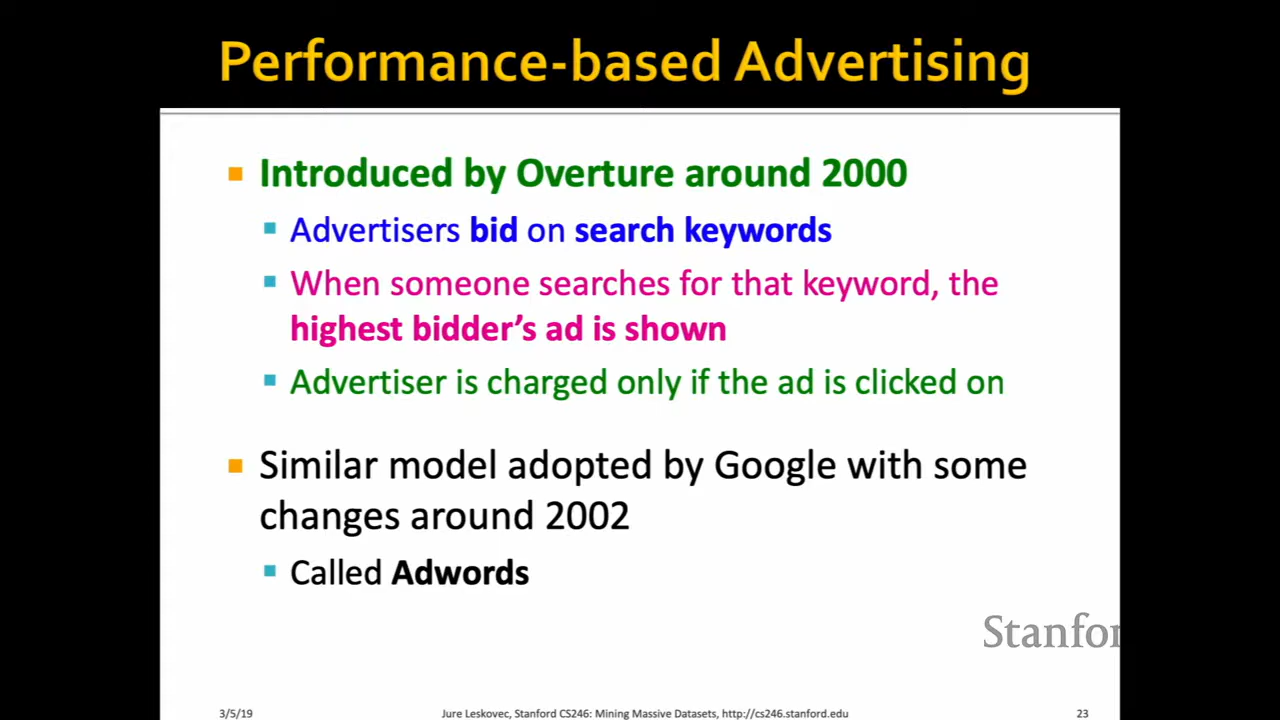 Performance-based Advertising
Introduced by Overture around 2000
Advertisers bid on search keywords
When someone searches for that keyword, the
highest bidder's ad is shown
Advertiser is charged only if the ad is clicked on
Similar model adopted by Google with some
changes around 2002
Called Adwords
Stanfor
3/5/19
Jure Leskovec, Stanford CS246: Mining Massive Datasets, http://cs246.stanford.edu
23